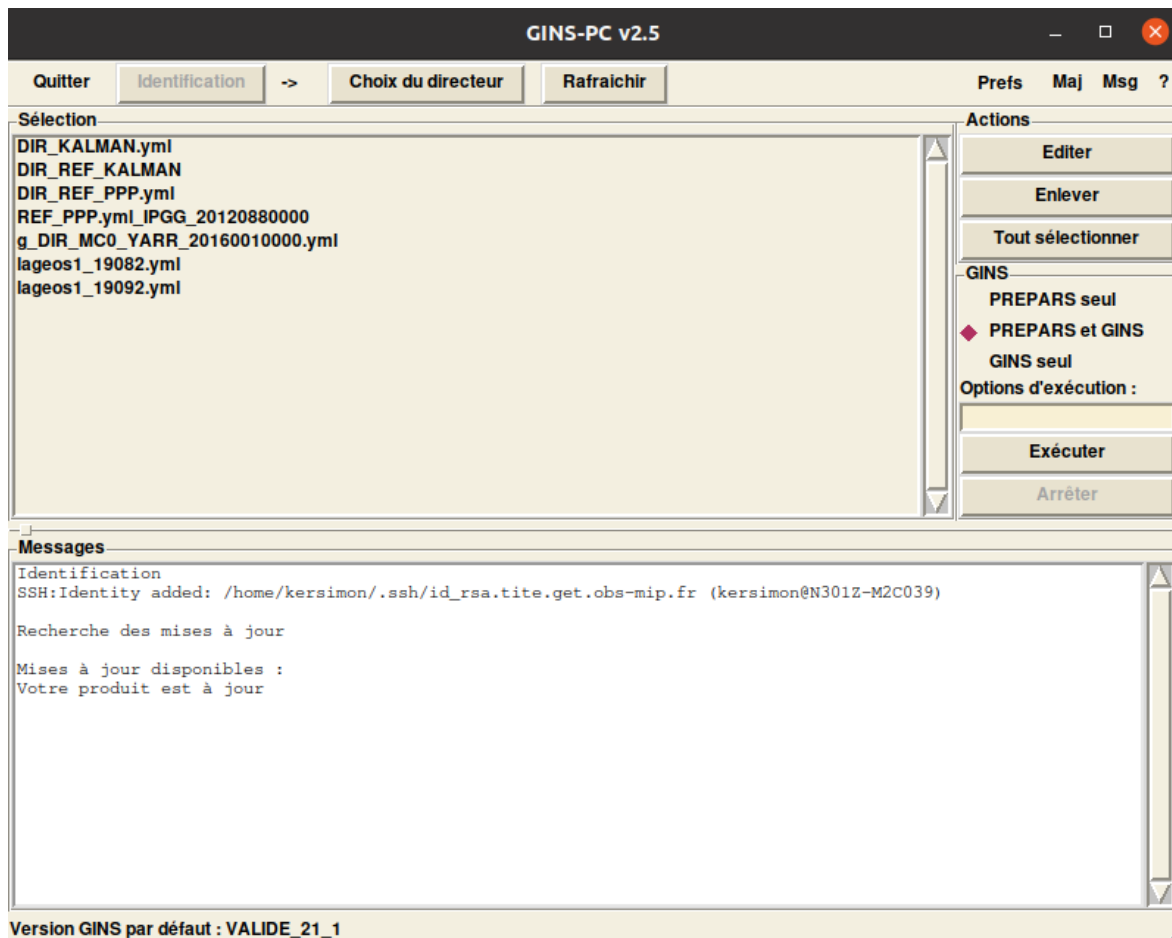 GINS-PC v2.5
Quitter Identification -> Choix du directeur Rafraichir Prefs Maj Msg ?
Sélection
DIR_KALMAN.yml
DIR_REF_KALMAN
DIR_REF_PPP.yml
REF_PPP.yml_IPGG_20120880000
g_DIR_MC0_YARR_20160010000.yml
lageos1_19082.yml
lageos1_19092.yml
Actions
Editer
Enlever
Tout sélectionner
GINS
PREPARS seul
PREPARS et GINS
GINS seul
Options d'exécution :
Exécuter
Arrêter
Messages
Identification
SSH:Identity added: /home/kersimon/.ssh/id_rsa.tite.get.obs-mip.fr (kersimon@N301Z-M2C039)
Recherche des mises à jour
Mises à jour disponibles :
Votre produit est à jour
Version GINS par défaut : VALIDE_21_1